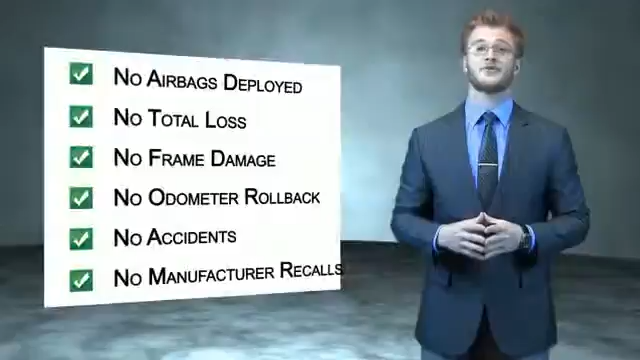 No Airbags Deployed
No Total Loss
No Frame Damage
No Odometer Rollback
No Accidents
No Manufacturer Recalls